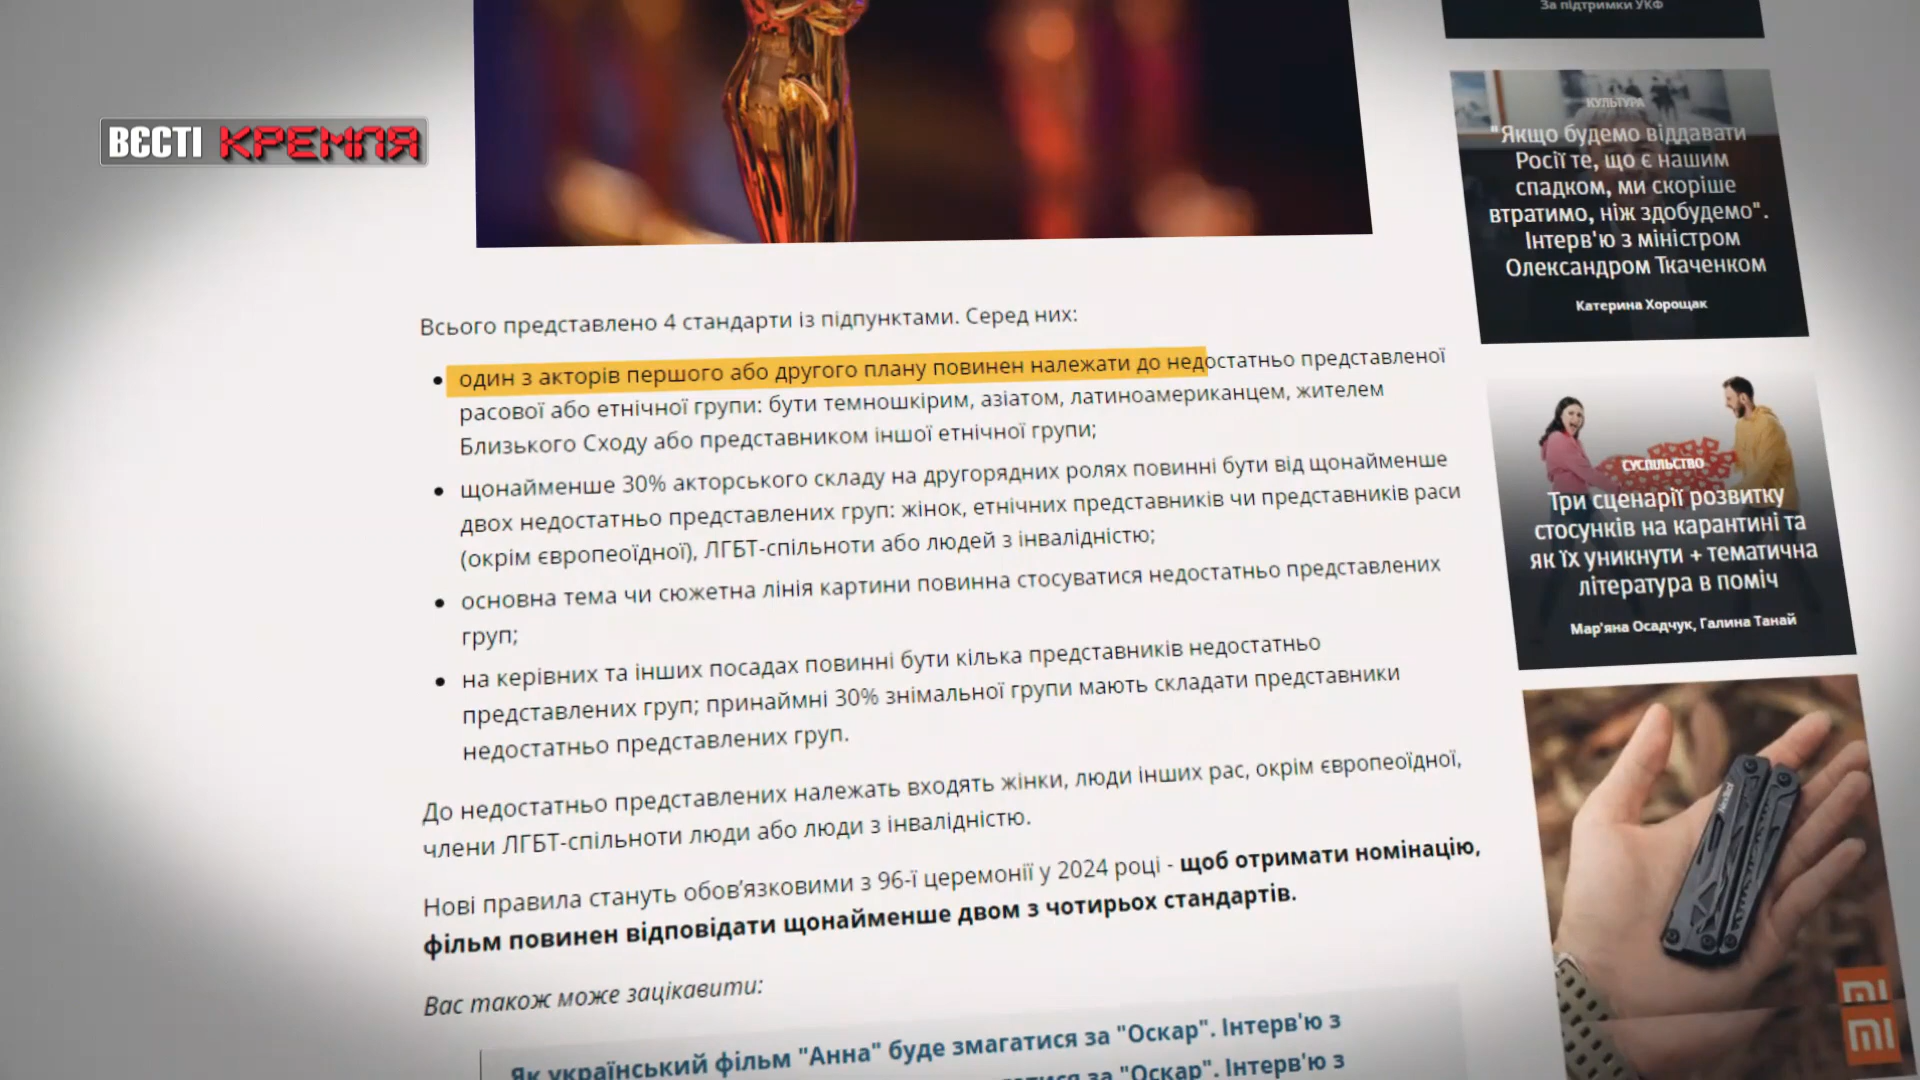 ВЄСТІ КРЕМЛЯ
Всього представлено 4 стандарти із підпунктами. Серед них:
один з акторів першого або другого плану повинен належати до недостатньо представленої
расової або етнічної групи: бути темношкірим, азіатом, латиноамериканцем, жителем
Близького Сходу або представником іншої етнічної групи;
щонайменше 30% акторського складу на другорядних ролях повинні бути від щонайменше
двох недостатньо представлених груп: жінок, етнічних представників чи представників раси
(окрім європеоїдної), ЛГБТ-спільноти або людей з інвалідністю;
основна тема чи сюжетна лінія картини повинна стосуватися недостатньо представлених
груп;
на керівних та інших посадах повинні бути кілька представників недостатньо
представлених груп; принаймні 30% знімальної групи мають складати представники
недостатньо представлених груп.
До недостатньо представлених належать входять жінки, люди інших рас, окрім європеоїдної,
члени ЛГБТ-спільноти люди або люди з інвалідністю.
Нові правила стануть обов'язковими з 96-ї церемонії у 2024 році - щоб отримати номінацію,
фільм повинен відповідати щонайменше двом з чотирьох стандартів.
Вас також може зацікавити:
Як український фільм "Анна" буде змагатися за "Оскар". Інтерв'ю з
змагатися за "Оскар". Інтерв'ю з
За підтримки УКФ
КУЛЬТУРА
"Якщо будемо віддавати
Росії те, що є нашим
спадком, ми скоріше
втратимо, ніж здобудемо".
Інтерв'ю з міністром
Олександром Ткаченком
Катерина Хорощак
СУСПІЛЬСТВО
Три сценарії розвитку
стосунків на карантині та
як їх уникнути + тематична
література в поміч
Мар'яна Осадчук, Галина Танай
mi
mi